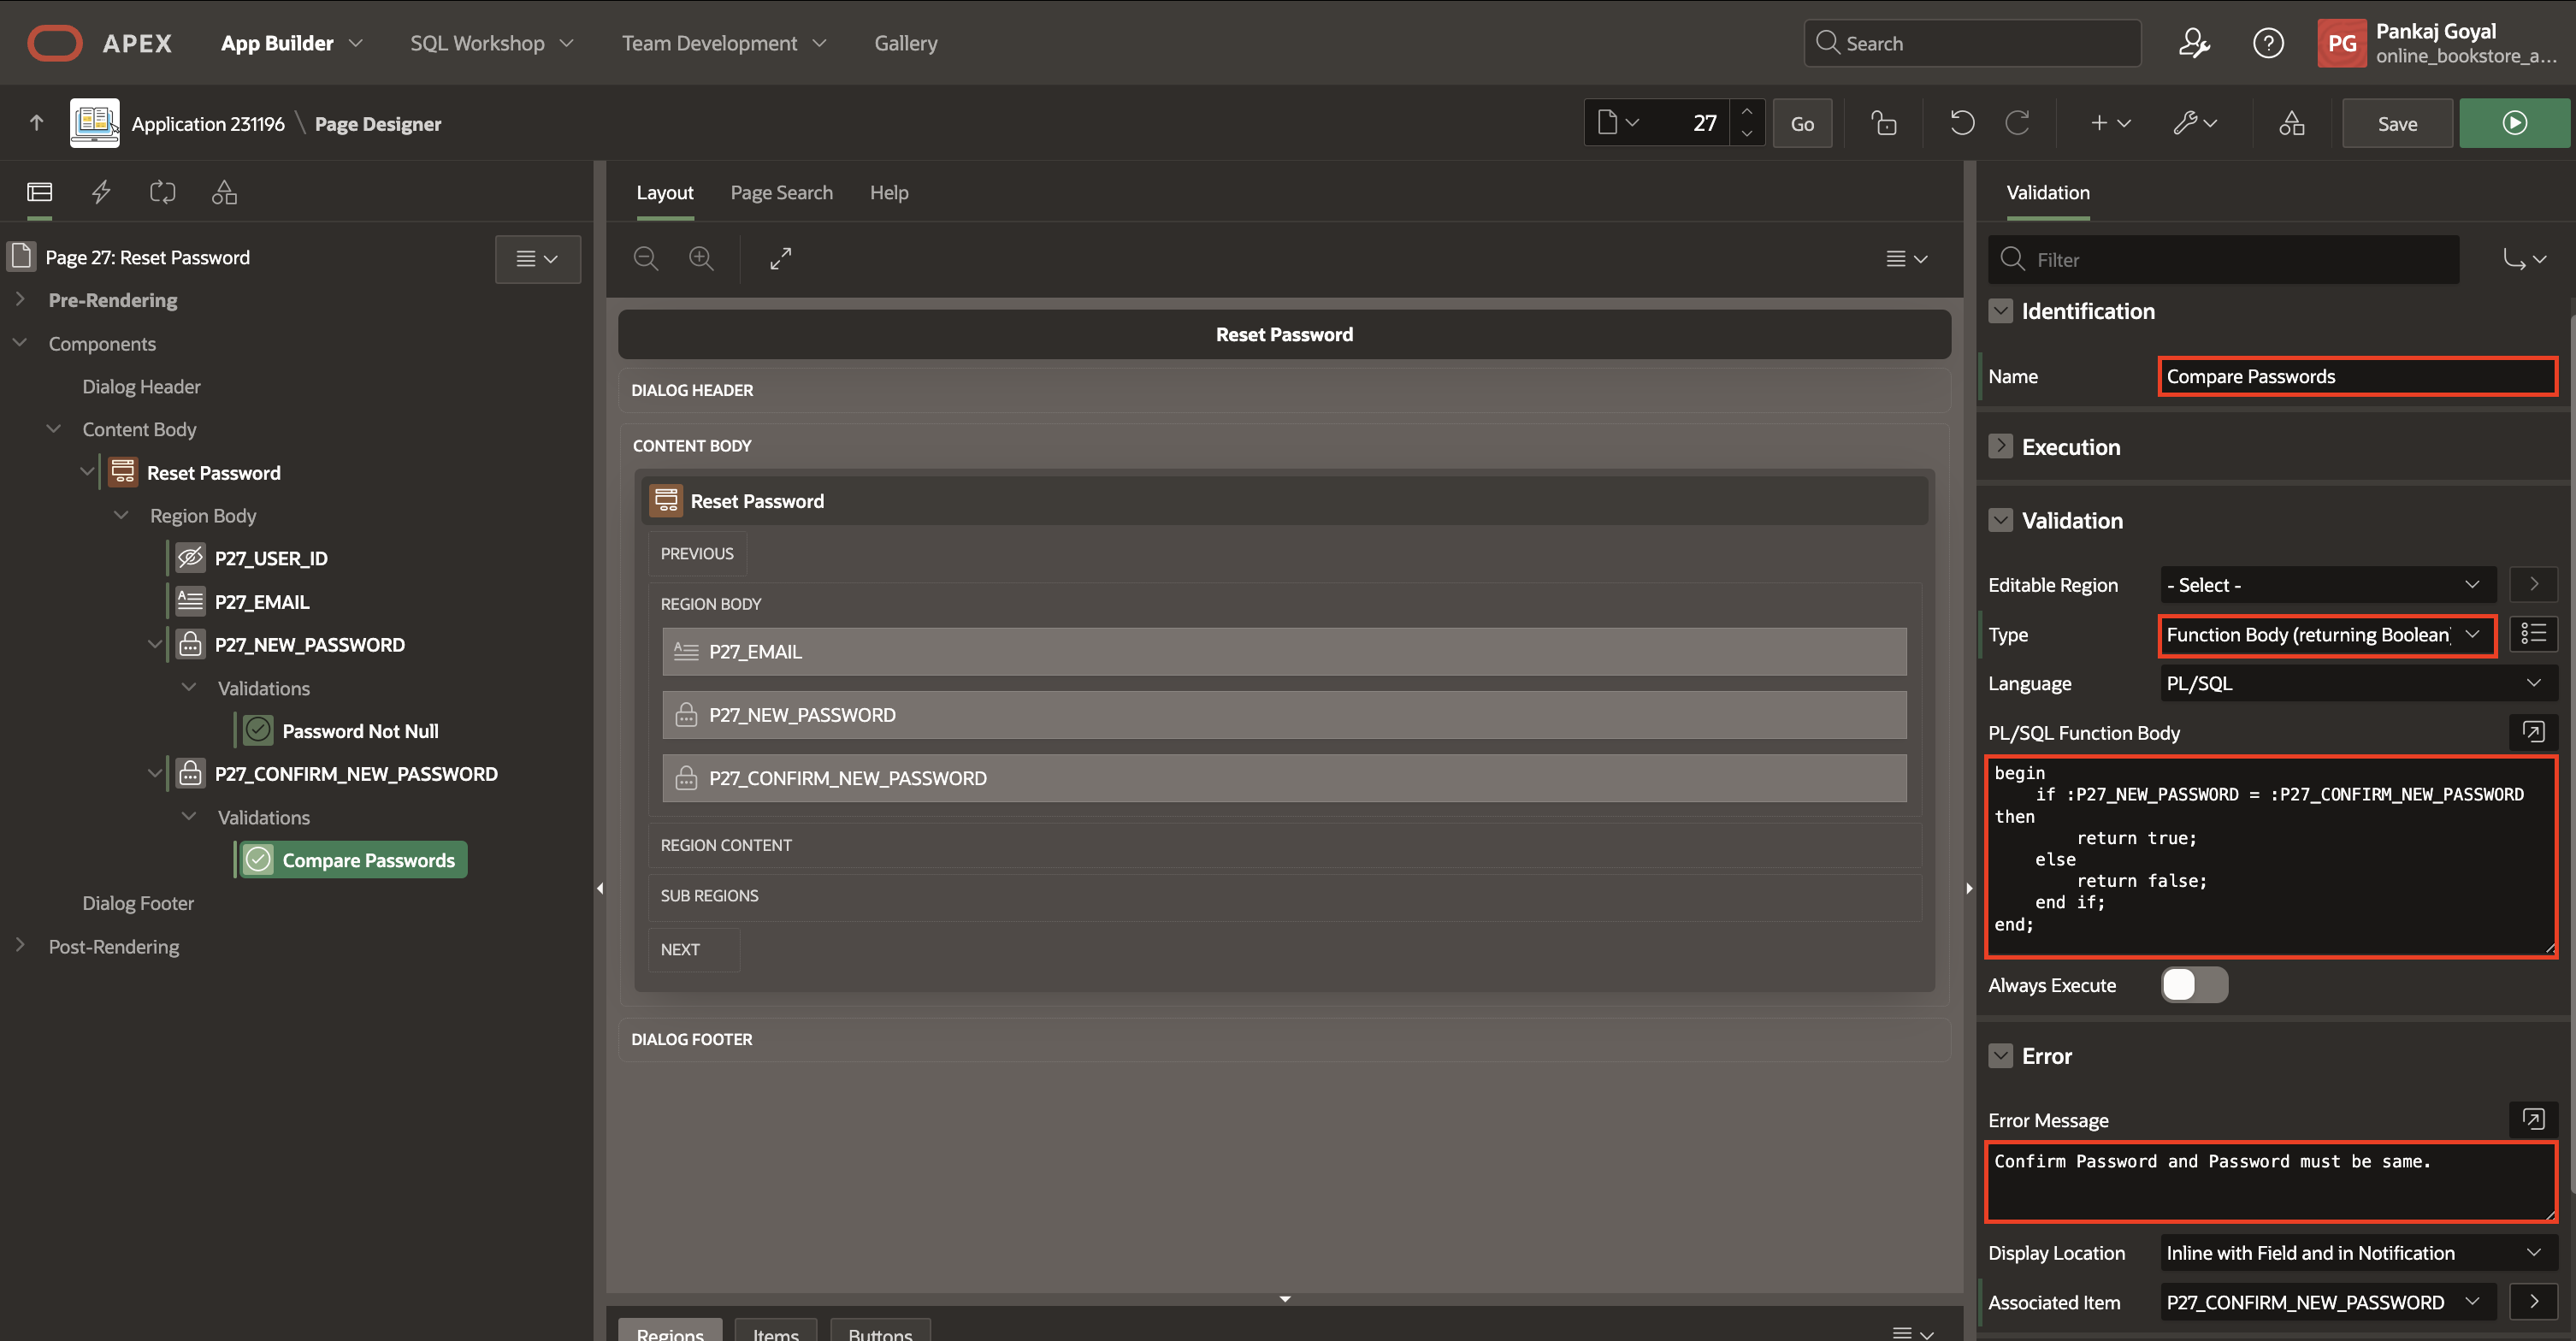 APEX
App Builder
SQL Workshop
Team Development
Gallery
Search
PG
Pankaj Goyal
online_bookstore_a...
Application 231196 \ Page Designer
27
Go
Save
Layout
Page Search
Help
Validation
Page 27: Reset Password
Pre-Rendering
Components
Dialog Header
Content Body
Reset Password
Region Body
P27_USER_ID
P27_EMAIL
P27_NEW_PASSWORD
Validations
Password Not Null
P27_CONFIRM_NEW_PASSWORD
Validations
Compare Passwords
Dialog Footer
Post-Rendering
Reset Password
DIALOG HEADER
CONTENT BODY
Reset Password
PREVIOUS
REGION BODY
P27_EMAIL
P27_NEW_PASSWORD
P27_CONFIRM_NEW_PASSWORD
REGION CONTENT
SUB REGIONS
NEXT
DIALOG FOOTER
Regions
Items
Buttons
Filter
Identification
Name
Compare Passwords
Execution
Validation
Editable Region
- Select -
Type
Function Body (returning Boolean)
Language
PL/SQL
PL/SQL Function Body
begin
if :P27_NEW_PASSWORD = :P27_CONFIRM_NEW_PASSWORD
then
return true;
else
return false;
end if;
end;
Always Execute
Error
Error Message
Confirm Password and Password must be same.
Display Location
Inline with Field and in Notification
Associated Item
P27_CONFIRM_NEW_PASSWORD